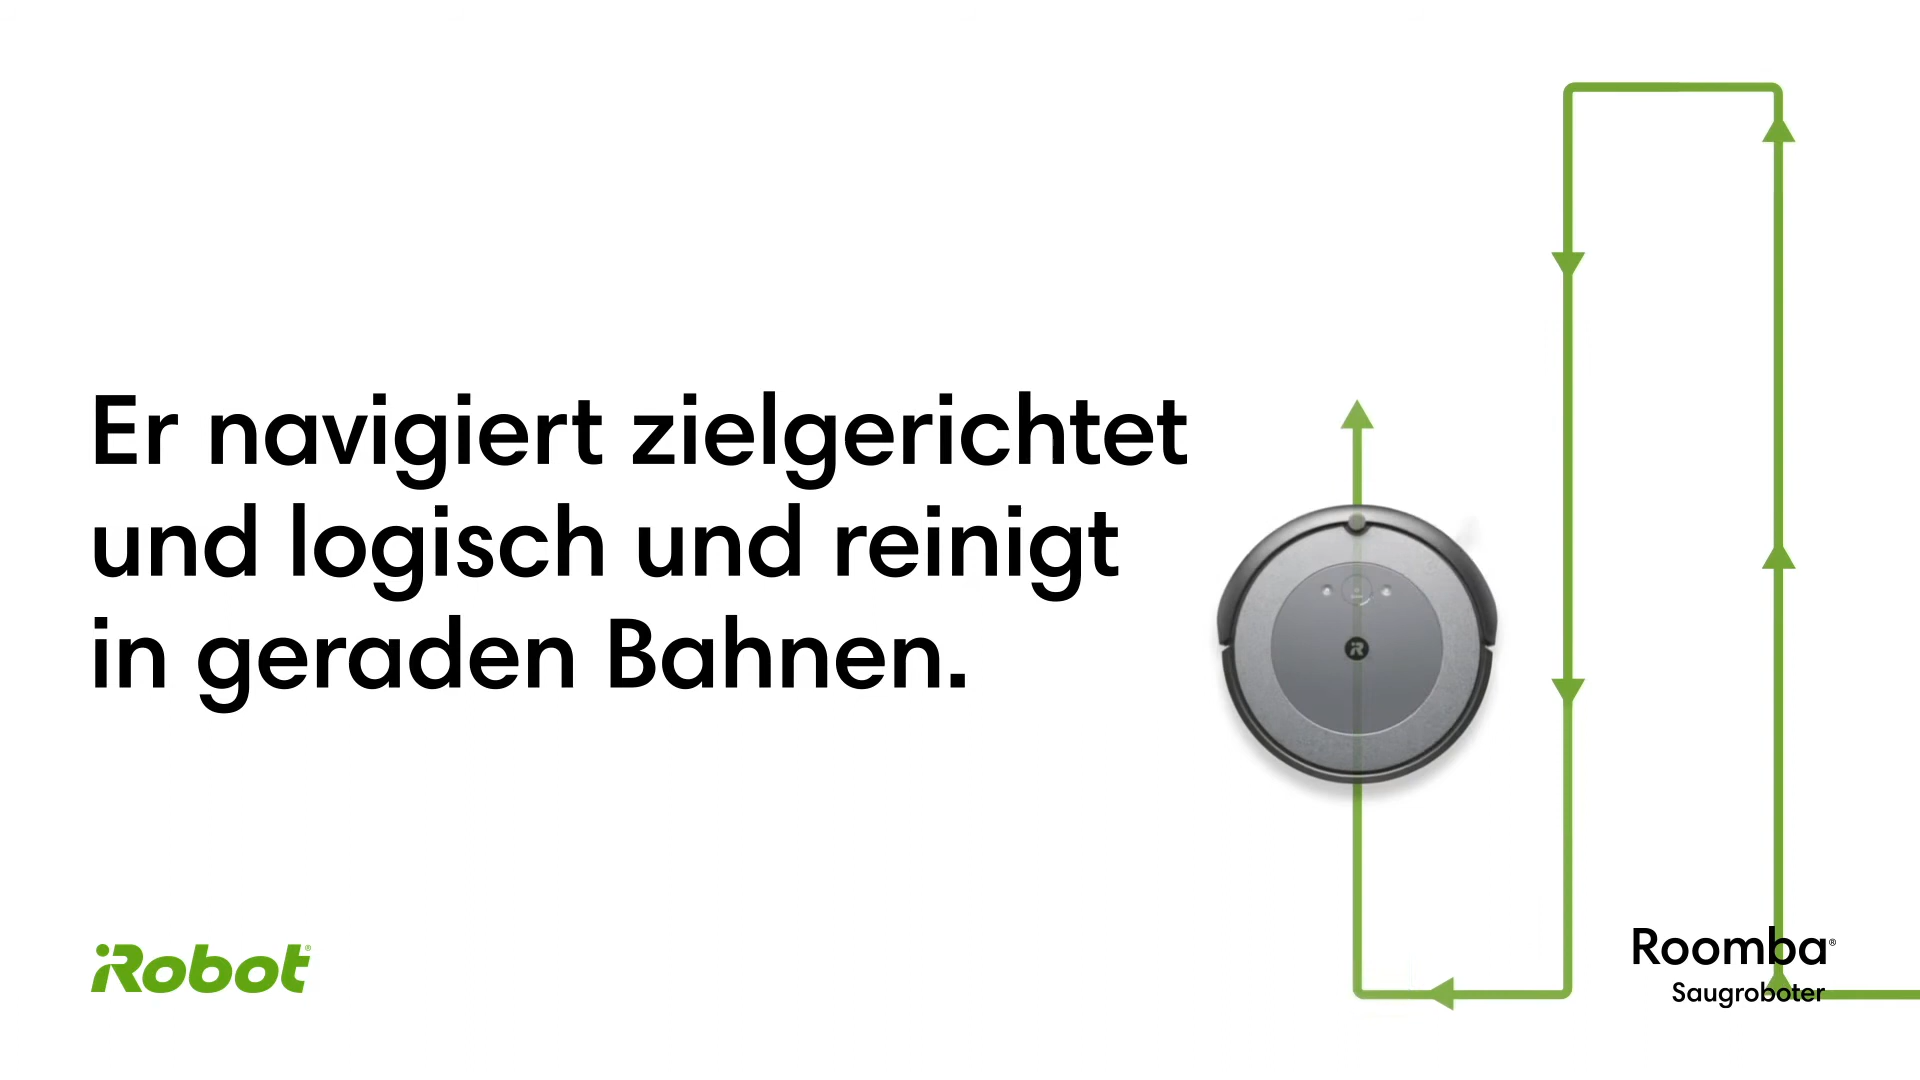 Er navigiert zielgerichtet
und logisch und reinigt
in geraden Bahnen.
iRobot®
Roomba®
Saugroboter